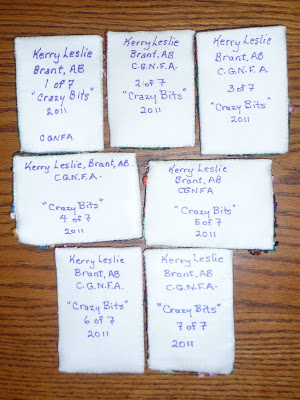 Kerry Leslie
Brant, AB
1 of 7
"Crazy Bits"
2011
CGNFA
Kerry Leslie
Brant, AB
C.G.N.F.A.
2 of 7
"Crazy Bits"
2011
Kerry Leslie
Brant, AB
C.G.N.F.A.
3 of 7
"Crazy Bits"
2011
Kerry Leslie, Brant, AB.
C.G.N.F.A.
"Crazy Bits"
4 of 7
2011
Kerry Leslie
Brant, AB
CGNFA
"Crazy Bits"
5 of 7
2011
Kerry Leslie
Brant, AB
C.G.N.F.A.
"Crazy Bits"
6 of 7
2011
Kerry Leslie
Brant, AB
C.G.N.F.A.
"Crazy Bits"
7 of 7
2011